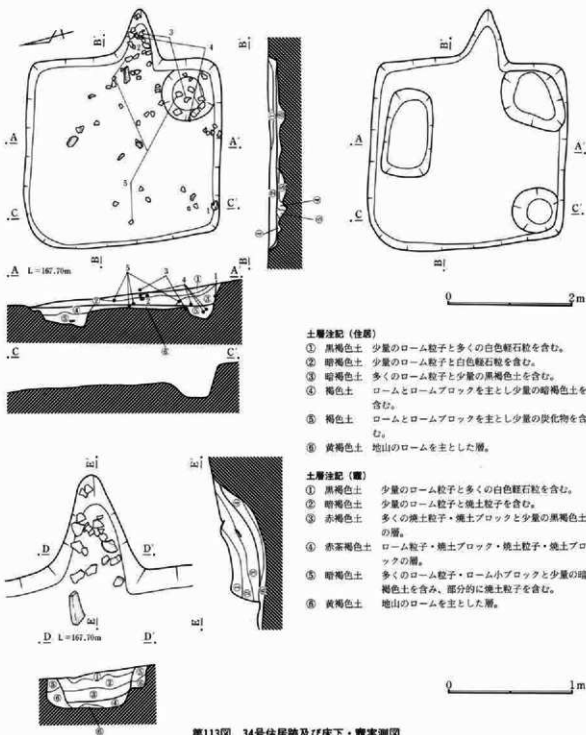 B
B'
3
4
A
A'
5
C
C'
1
B
B'
A
A'
C
C'
B
B'
A L=167.70m
A'
5
3
4
1
C
C'
0
2m
土層注記(住居)
① 黒褐色土 少量のローム粒子と多くの白色軽石粒を含む。
② 暗褐色土 少量のローム粒子と白色軽石粒を含む。
③ 暗褐色土 多くのローム粒子と少量の黒褐色土を含む。
④ 褐色土 ロームとロームブロックを主とし少量の暗褐色土を
含む。
⑤ 褐色土 ロームとロームブロックを主とし少量の炭化物を含
む。
⑥ 黄褐色土 地山のロームを主とした層。
土層注記(竈)
① 黒褐色土 少量のローム粒子と多くの白色軽石粒を含む。
② 暗褐色土 少量のローム粒子と焼土粒子を含む。
③ 赤褐色土 多くの焼土粒子・焼土ブロックと少量の黒褐色土
の層。
④ 赤茶褐色土 ローム粒子・焼土ブロック・焼土粒子・焼土ブロ
ックの層。
⑤ 暗褐色土 多くのローム粒子・ローム小ブロックと少量の暗
褐色土を含み、部分的に焼土粒子を含む。
⑥ 黄褐色土 地山のロームを主とした層。
E'
D
D'
E
D L=167.70m
D'
0
1m
第113図 34号住居跡及び床下・竈実測図